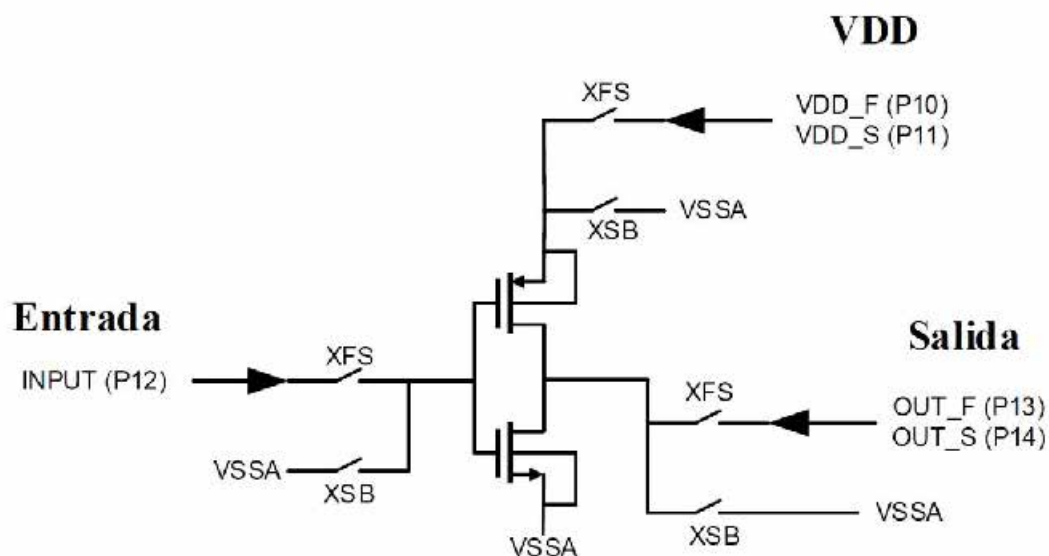 VDD
XFS
VDD_F (P10)
VDD_S (P11)
XSB
VSSA
Entrada
INPUT (P12)
XFS
VSSA
XSB
VSSA
Salida
XFS
OUT_F (P13)
OUT_S (P14)
XSB
VSSA